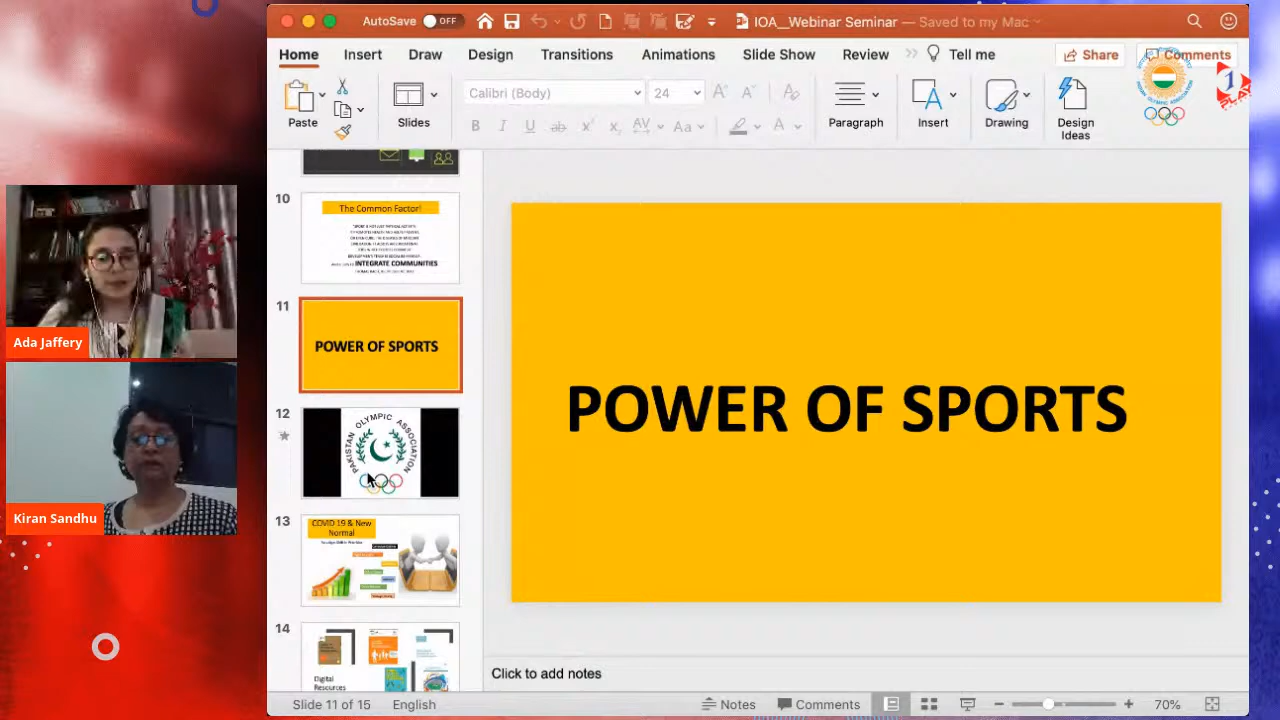 AutoSave OFF IOA__Webinar Seminar — Saved to my Mac
Home Insert Draw Design Transitions Animations Slide Show Review Tell me Share Comments
Calibri (Body) 24
Paste Slides Paragraph Insert Drawing Design Ideas
1
10
The Common Factor!
INTEGRATE COMMUNITIES
11
POWER OF SPORTS
12
PAKISTAN OLYMPIC ASSOCIATION
13
COVID 19 & New
Normal
14
Digital
Resources
POWER OF SPORTS
Ada Jaffery
Kiran Sandhu
Click to add notes
Slide 11 of 15 English Notes Comments 70%